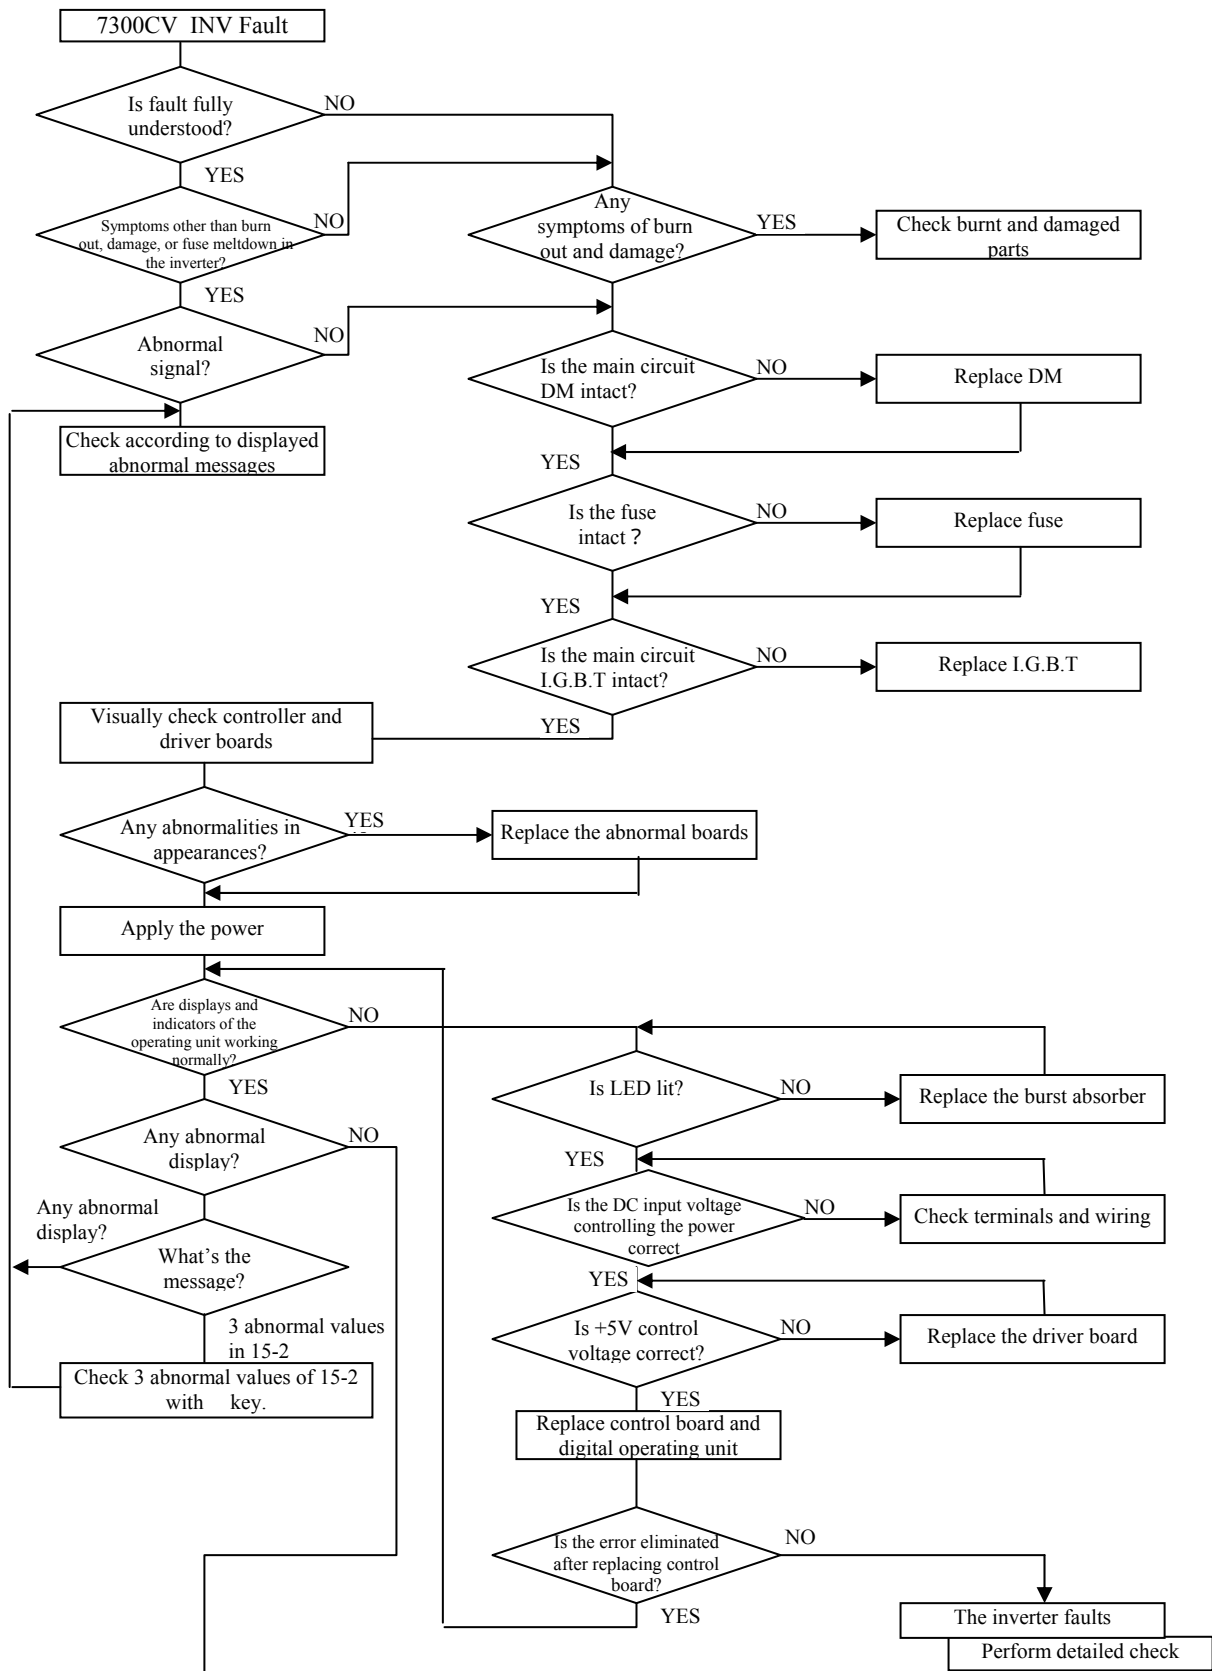 7300CV INV Fault
Is fault fully
understood?
NO
YES
Symptoms other than burn
out, damage, or fuse meltdown in
the inverter?
NO
YES
Abnormal
signal?
NO
Check according to displayed
abnormal messages
Any
symptoms of burn
out and damage?
YES
Check burnt and damaged
parts
Is the main circuit
DM intact?
NO
Replace DM
YES
Is the fuse
intact？
NO
Replace fuse
YES
Is the main circuit
I.G.B.T intact?
NO
Replace I.G.B.T
YES
Visually check controller and
driver boards
Any abnormalities in
appearances?
YES
Replace the abnormal boards
Apply the power
Are displays and
indicators of the
operating unit working
normally?
NO
YES
Any abnormal
display?
NO
Any abnormal
display?
What's the
message?
3 abnormal values
in 15-2
Check 3 abnormal values of 15-2
with key.
Is LED lit?
NO
Replace the burst absorber
YES
Is the DC input voltage
controlling the power
correct
NO
Check terminals and wiring
YES
Is +5V control
voltage correct?
NO
Replace the driver board
YES
Replace control board and
digital operating unit
Is the error eliminated
after replacing control
board?
NO
YES
The inverter faults
Perform detailed check